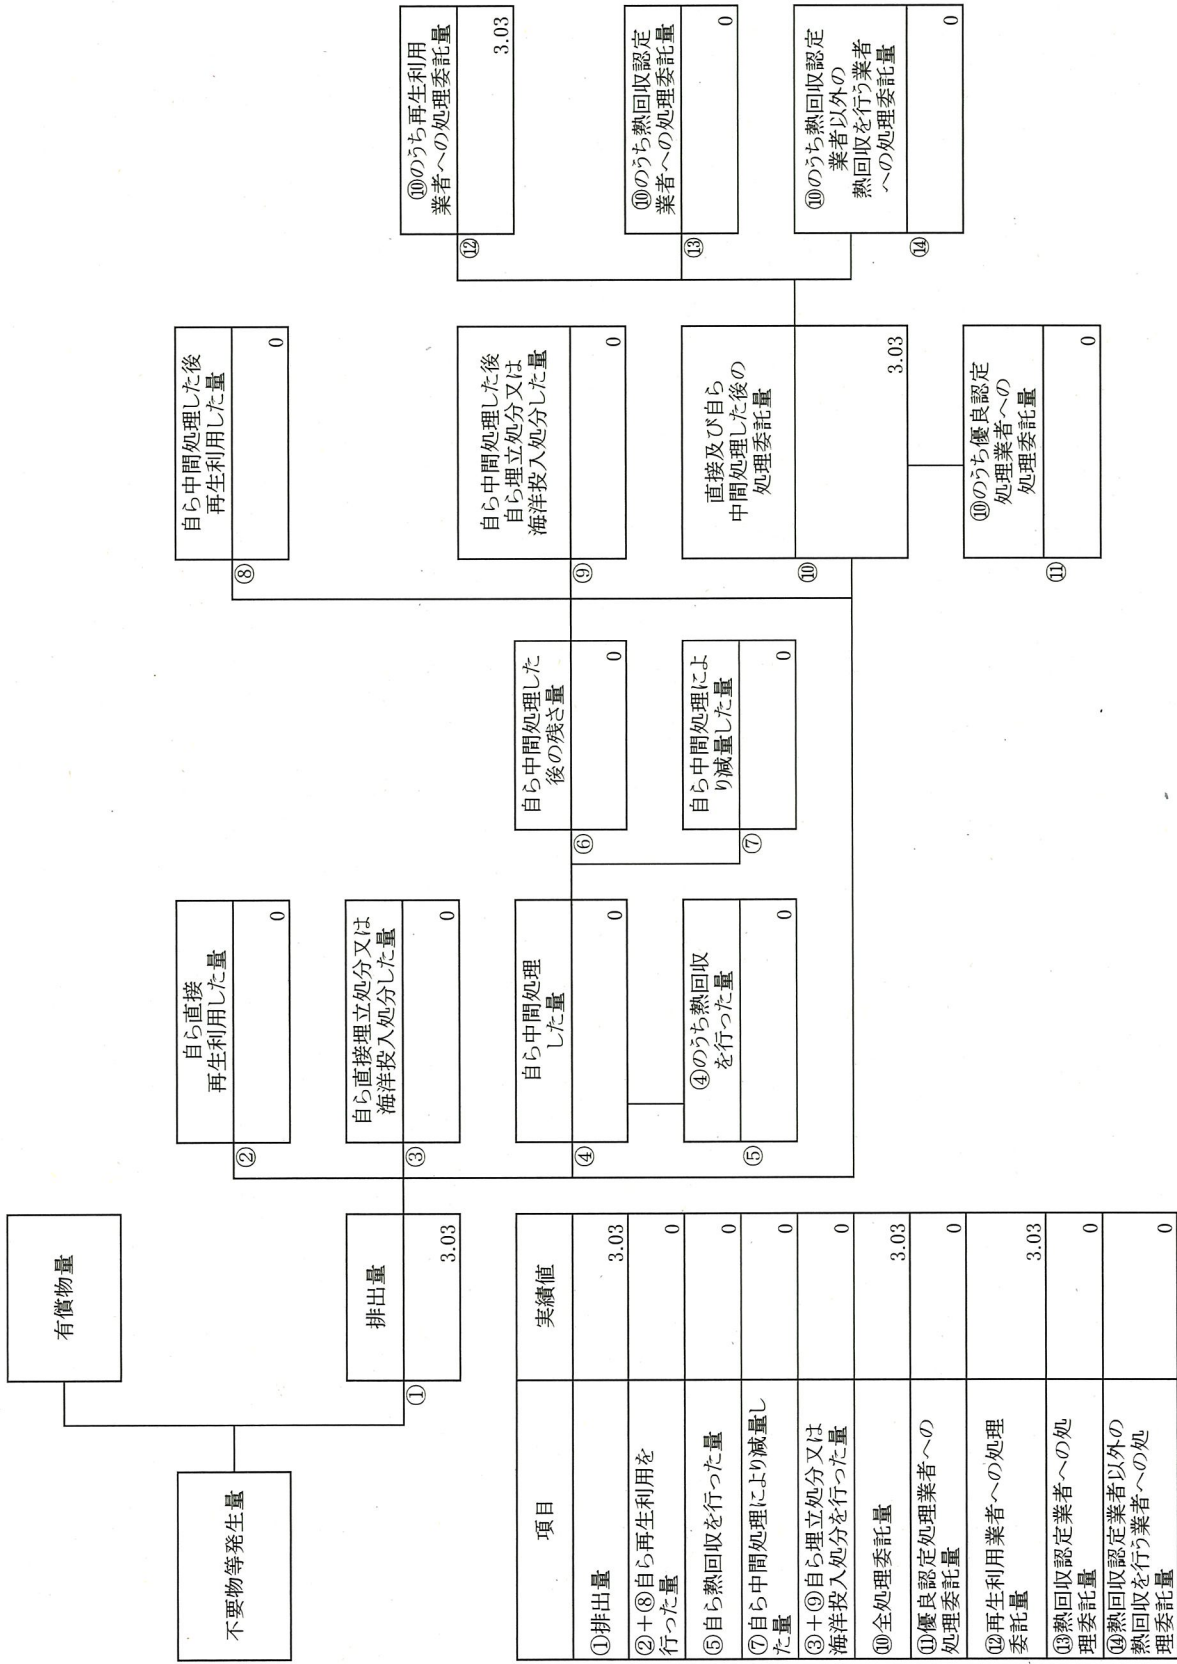 不要物等発生量
有償物量
排出量
①
3.03
自ら直接
再生利用した量
②
0
自ら直接埋立処分又は
海洋投入処分した量
③
0
自ら中間処理
した量
④
0
④のうち熱回収
を行った量
⑤
0
自ら中間処理した
後の残さ量
⑥
0
自ら中間処理によ
り減量した量
⑦
0
自ら中間処理した後
再生利用した量
⑧
0
自ら中間処理した後
自ら埋立処分又は
海洋投入処分した量
⑨
0
直接及び自ら
中間処理した後の
処理委託量
⑩
3.03
⑩のうち優良認定
処理業者への
処理委託量
⑪
0
⑩のうち再生利用
業者への処理委託量
⑫
3.03
⑩のうち熱回収認定
業者への処理委託量
⑬
0
⑩のうち熱回収認定
業者以外の
熱回収を行う業者
への処理委託量
⑭
0
項目 実績値
①排出量 3.03
②+⑧自ら再生利用を
行った量 0
⑤自ら熱回収を行った量 0
⑦自ら中間処理により減量し
た量 0
③+⑨自ら埋立処分又は
海洋投入処分を行った量 0
⑩全処理委託量 3.03
⑪優良認定処理業者への
処理委託量 0
⑫再生利用業者への処理
委託量 3.03
⑬熱回収認定業者への処
理委託量 0
⑭熱回収認定業者以外の
熱回収を行う業者への処
理委託量 0